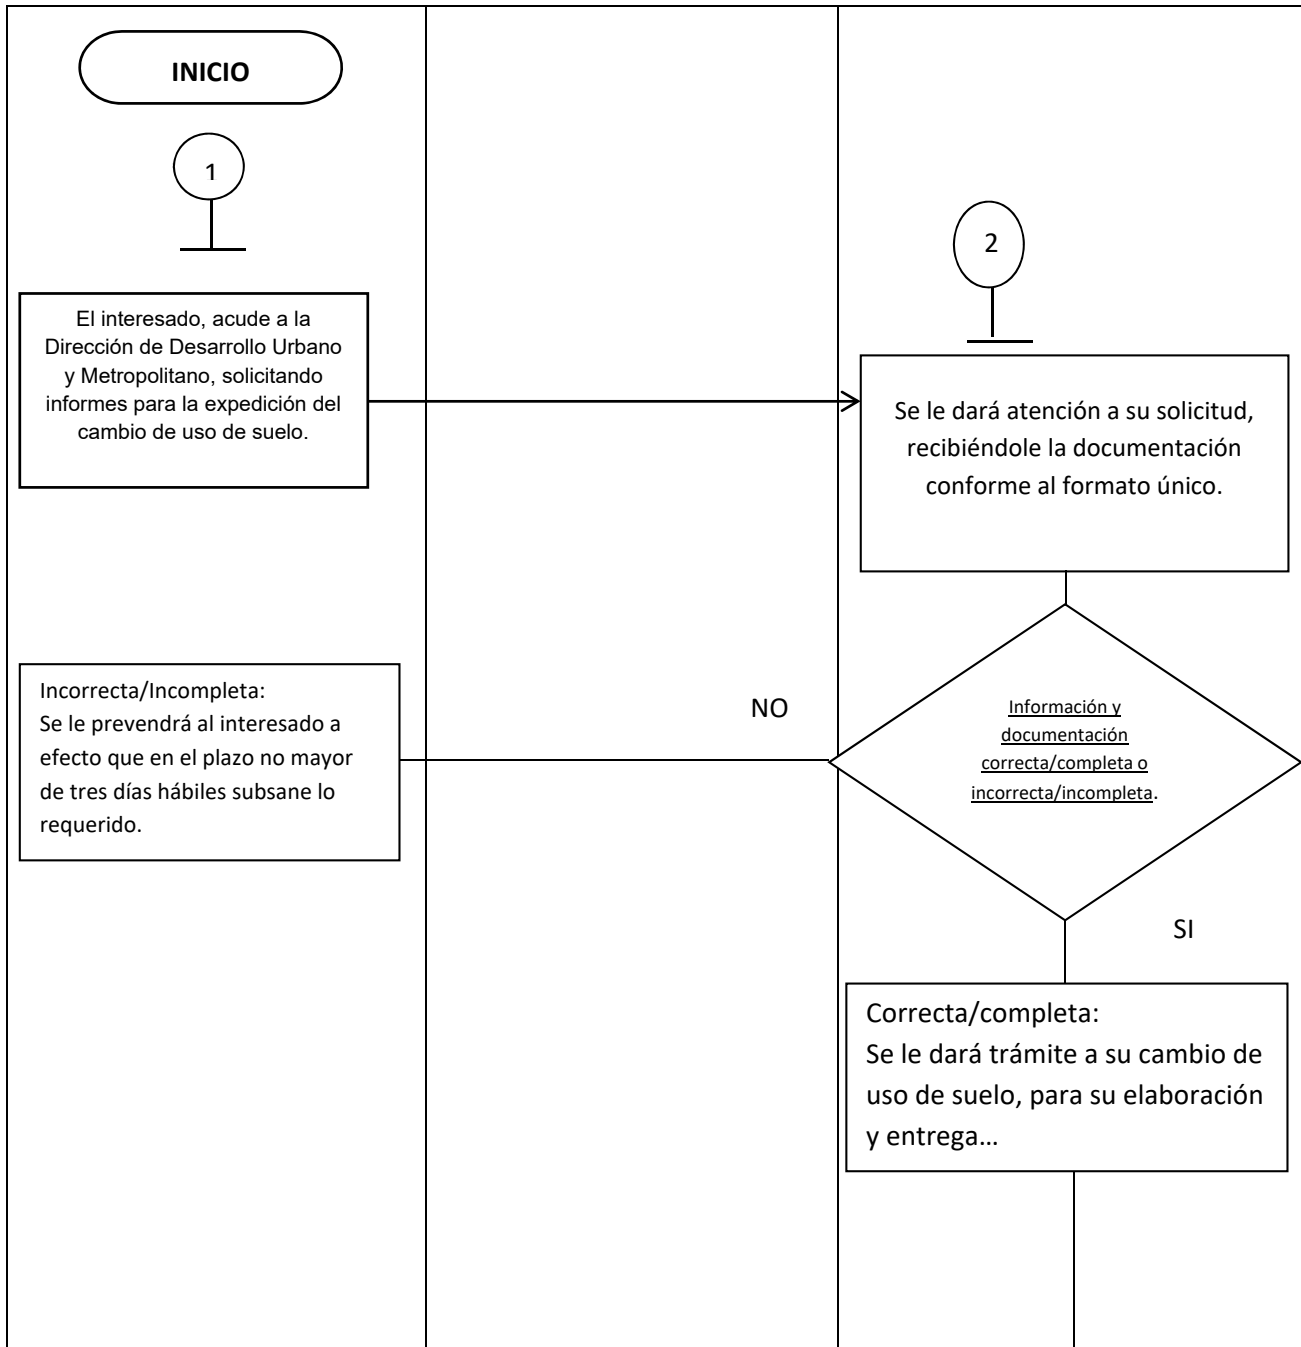 INICIO
1
2
El interesado, acude a la
Dirección de Desarrollo Urbano
y Metropolitano, solicitando
informes para la expedición del
cambio de uso de suelo.
Se le dará atención a su solicitud,
recibiéndole la documentación
conforme al formato único.
Incorrecta/Incompleta:
Se le prevendrá al interesado a
efecto que en el plazo no mayor
de tres días hábiles subsane lo
requerido.
NO
Información y
documentación
correcta/completa o
incorrecta/incompleta.
SI
Correcta/completa:
Se le dará trámite a su cambio de
uso de suelo, para su elaboración
y entrega...